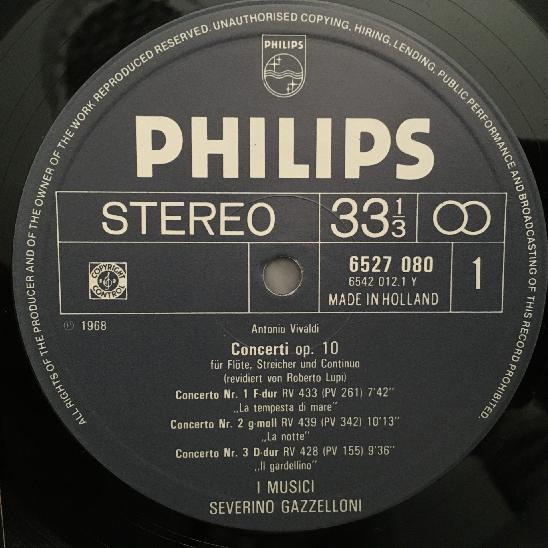 ALL RIGHTS OF THE PRODUCER AND OF THE OWNER OF THE WORK REPRODUCED RESERVED. UNAUTHORISED COPYING, HIRING, LENDING, PUBLIC PERFORMANCE AND BROADCASTING OF THIS RECORD PROHIBITED.
PHILIPS
PHILIPS
STEREO
33 1/3
6527 080
6542 012.1 Y
MADE IN HOLLAND
1
COPYRIGHT
CONTROL
℗ 1968
Antonio Vivaldi
Concerti op. 10
für Flöte, Streicher und Continuo
(revidiert von Roberto Lupi)
Concerto Nr. 1 F-dur RV 433 (PV 261) 7'42"
„La tempesta di mare"
Concerto Nr. 2 g-moll RV 439 (PV 342) 10'13"
„La notte"
Concerto Nr. 3 D-dur RV 428 (PV 155) 9'36"
„Il gardellino"
I MUSICI
SEVERINO GAZZELLONI